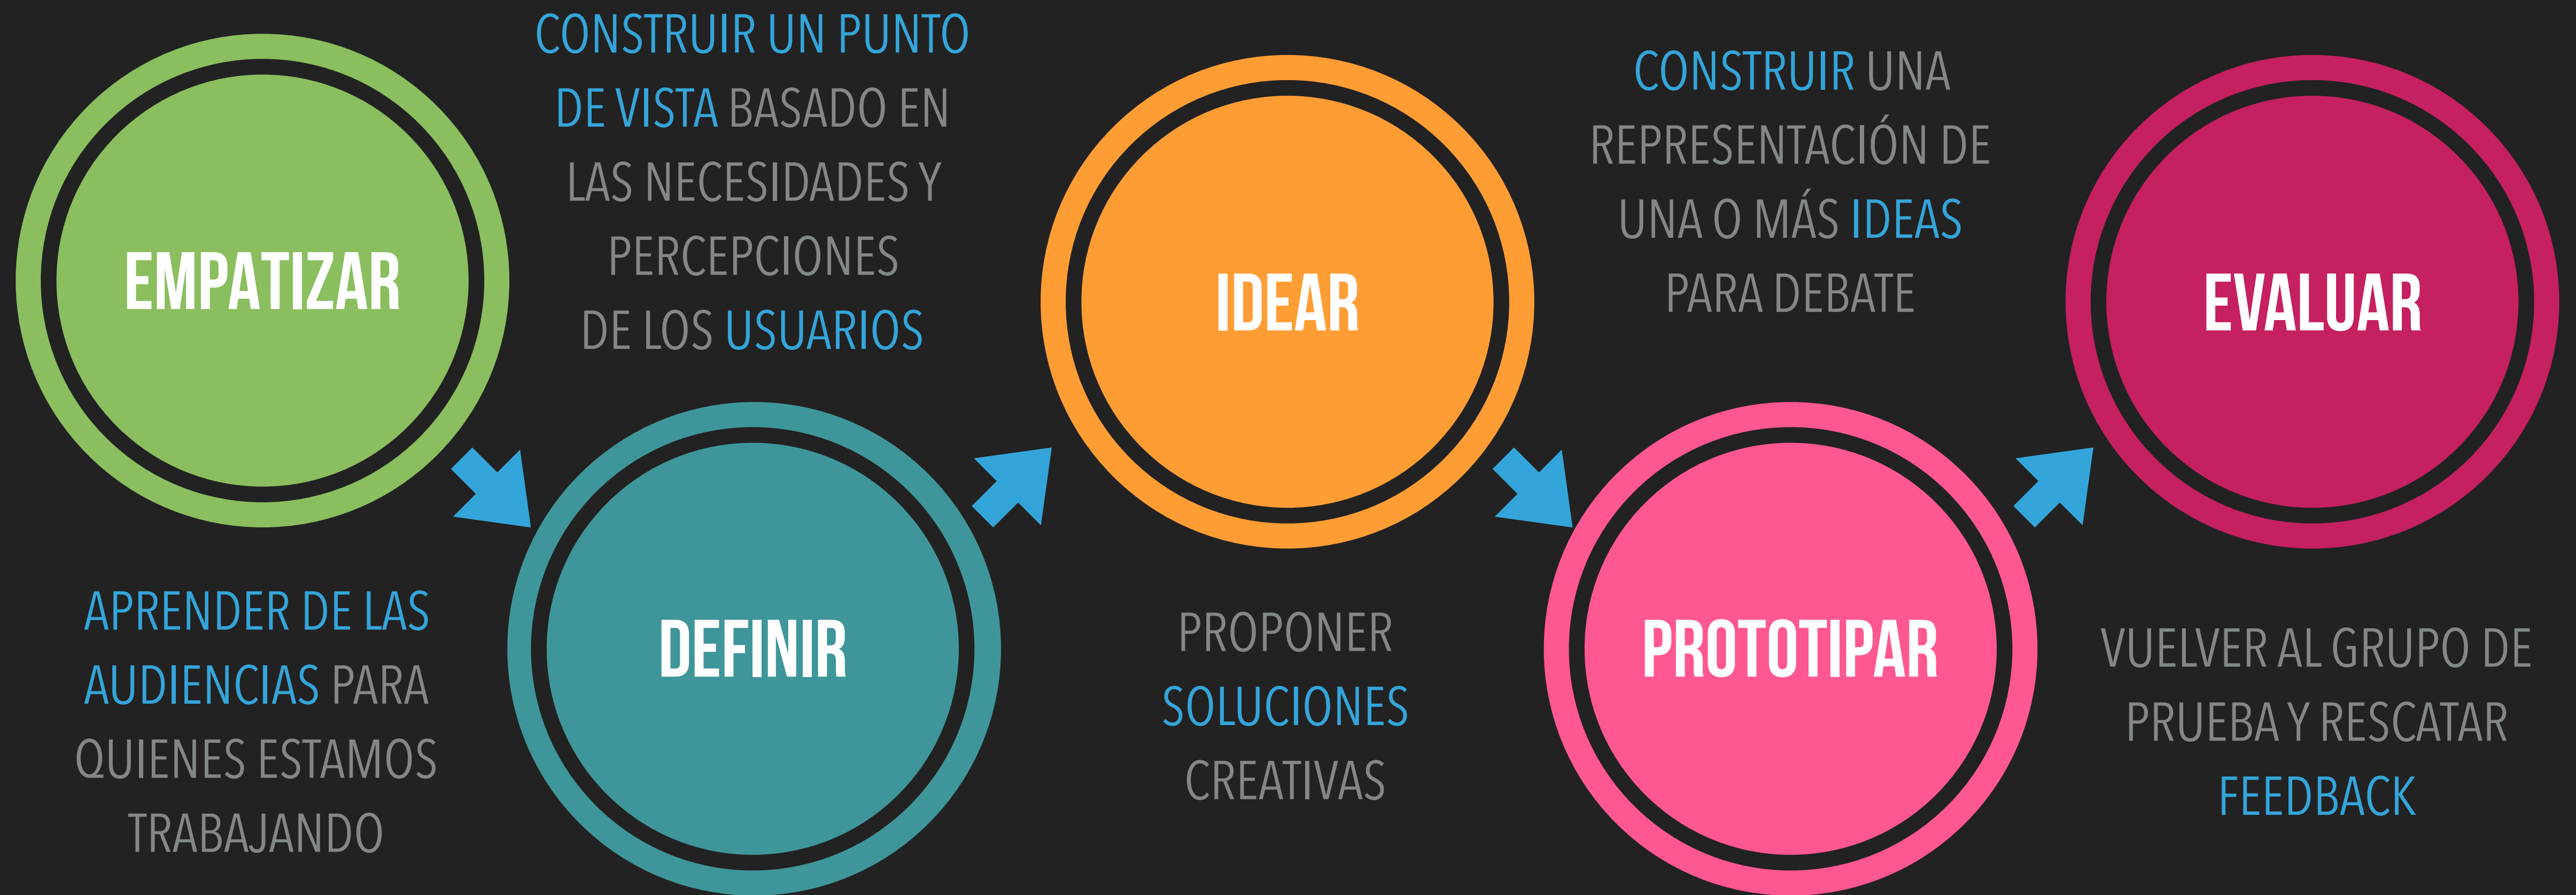 EMPATIZAR
APRENDER DE LAS
AUDIENCIAS PARA
QUIENES ESTAMOS
TRABAJANDO
CONSTRUIR UN PUNTO
DE VISTA BASADO EN
LAS NECESIDADES Y
PERCEPCIONES
DE LOS USUARIOS
DEFINIR
IDEAR
PROPONER
SOLUCIONES
CREATIVAS
CONSTRUIR UNA
REPRESENTACIÓN DE
UNA O MÁS IDEAS
PARA DEBATE
PROTOTIPAR
EVALUAR
VUELVER AL GRUPO DE
PRUEBA Y RESCATAR
FEEDBACK